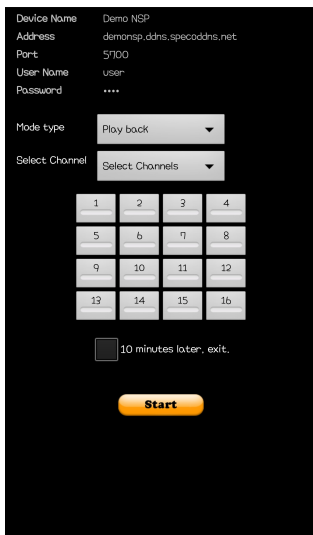 Device Name Demo NSP
Address demonsp.ddns.specoddns.net
Port 5700
User Name user
Password ••••
Mode type Play back
Select Channel Select Channels
1 2 3 4
5 6 7 8
9 10 11 12
13 14 15 16
10 minutes later, exit.
Start